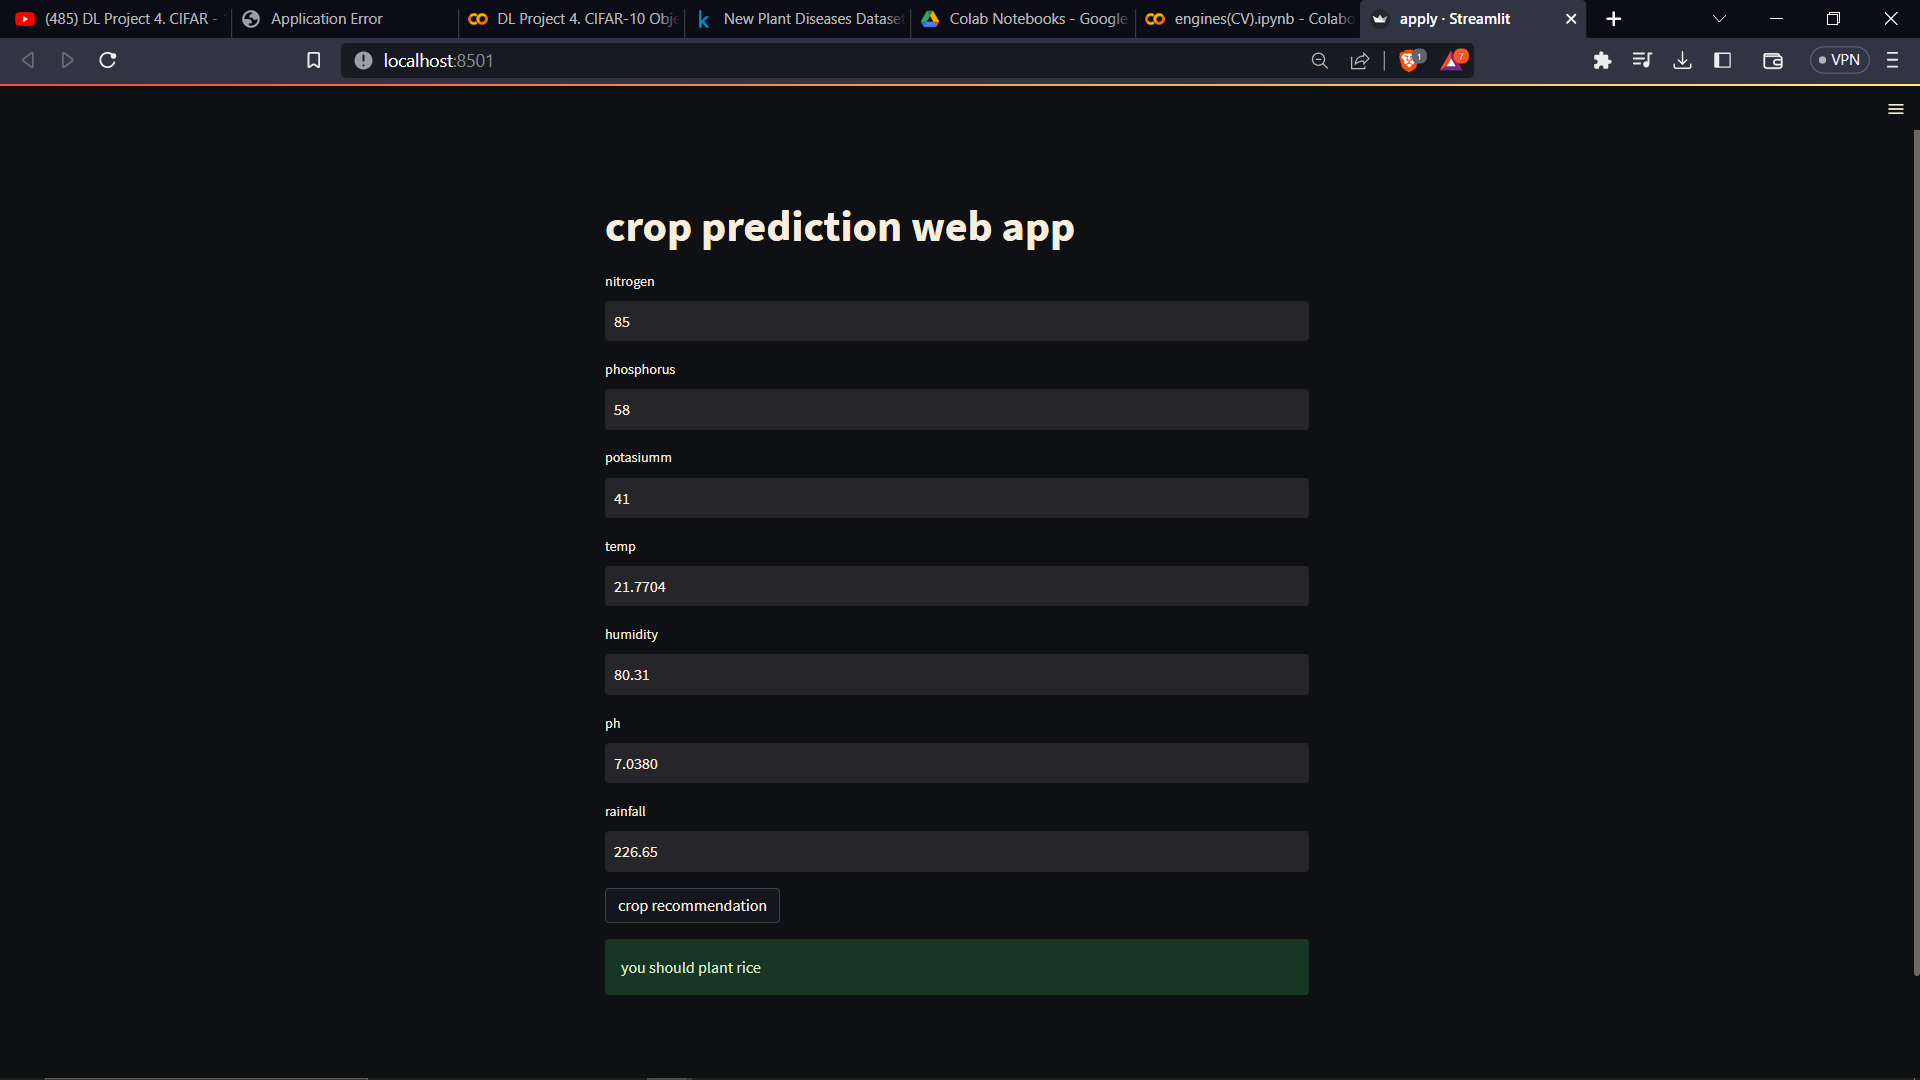 (485) DL Project 4. CIFAR -
Application Error
DL Project 4. CIFAR-10 Obje
k New Plant Diseases Dataset
Colab Notebooks - Google
engines(CV).ipynb - Colabo
apply · Streamlit
localhost:8501
1
7
VPN
crop prediction web app
nitrogen
85
phosphorus
58
potasiumm
41
temp
21.7704
humidity
80.31
ph
7.0380
rainfall
226.65
crop recommendation
you should plant rice